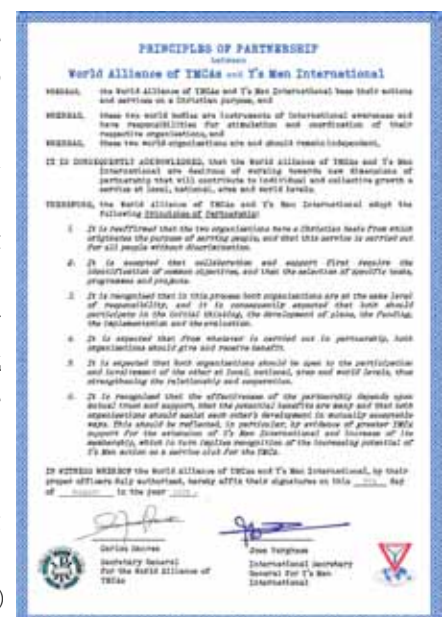 PRINCIPLES OF PARTNERSHIP
between
World Alliance of YMCAs and Y's Men International
WHEREAS, the World Alliance of YMCAs and Y's Men International base their actions
and services on a Christian purpose, and
WHEREAS, these two world bodies are instruments of international awareness and
have responsibilities for stimulation and coordination of their
respective organisations, and
WHEREAS, these two world organisations are and should remain independent,
IT IS CONSEQUENTLY ACKNOWLEDGED, that the World Alliance of YMCAs and Y's Men
International are desirous of working towards new dimensions of
partnership that will contribute to individual and collective growth &
service at local, national, area and world levels.
THEREFORE, the World Alliance of YMCAs and Y's Men International adopt the
following Principles of Partnership:
1. It is reaffirmed that the two organisations have a Christian basis from which
originates the purpose of serving people, and that this service is carried out
for all people without discrimination.
2. It is accepted that collaboration and support first require the
identification of common objectives, and then the selection of specific tasks,
programmes and projects.
3. It is recognised that in this process both organisations are at the same level
of responsibility, and it is consequently expected that both should
participate in the initial thinking, the development of plans, the funding,
the implementation and the evaluation.
4. It is expected that from whatever is carried out in partnership, both
organisations should give and receive benefit.
5. It is expected that both organisations should be open to the participation
and involvement of the other at local, national, area and world levels, thus
strengthening the relationship and cooperation.
6. It is recognised that the effectiveness of the partnership depends upon
mutual trust and support, that the potential benefits are many and that both
organisations should assist each other's development in mutually acceptable
ways. This should be reflected, in particular, by evidence of greater YMCA
support for the extension of Y's Men International and increase of its
membership, which in turn implies recognition of the increasing potential of
Y's Men action as a service club for the YMCA.
IN WITNESS WHEREOF the World Alliance of YMCAs and Y's Men International, by their
proper officers duly authorised, hereby affix their signatures on this day
of August in the year
Carlos Sanvee
Jose Varghese
Secretary General
for the World Alliance of
YMCAs
International Secretary
General for Y's Men
International
)